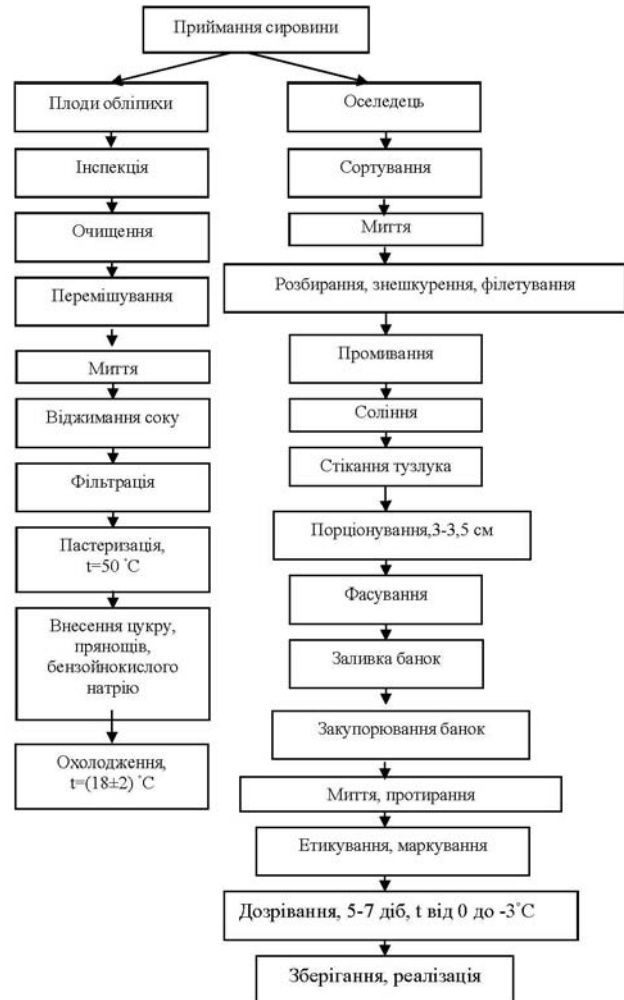 Приймання сировини
Плоди обліпихи
Інспекція
Очищення
Перемішування
Миття
Віджимання соку
Фільтрація
Пастеризація,
t=50 °С
Внесення цукру,
прянощів,
бензойнокислого
натрію
Охолодження,
t=(18±2) °С
Оселедець
Сортування
Миття
Розбирання, знешкурення, філетування
Промивання
Соління
Стікання тузлука
Порціонування,3-3,5 см
Фасування
Заливка банок
Закупорювання банок
Миття, протирання
Етикування, маркування
Дозрівання, 5-7 діб, t від 0 до -3°С
Зберігання, реалізація